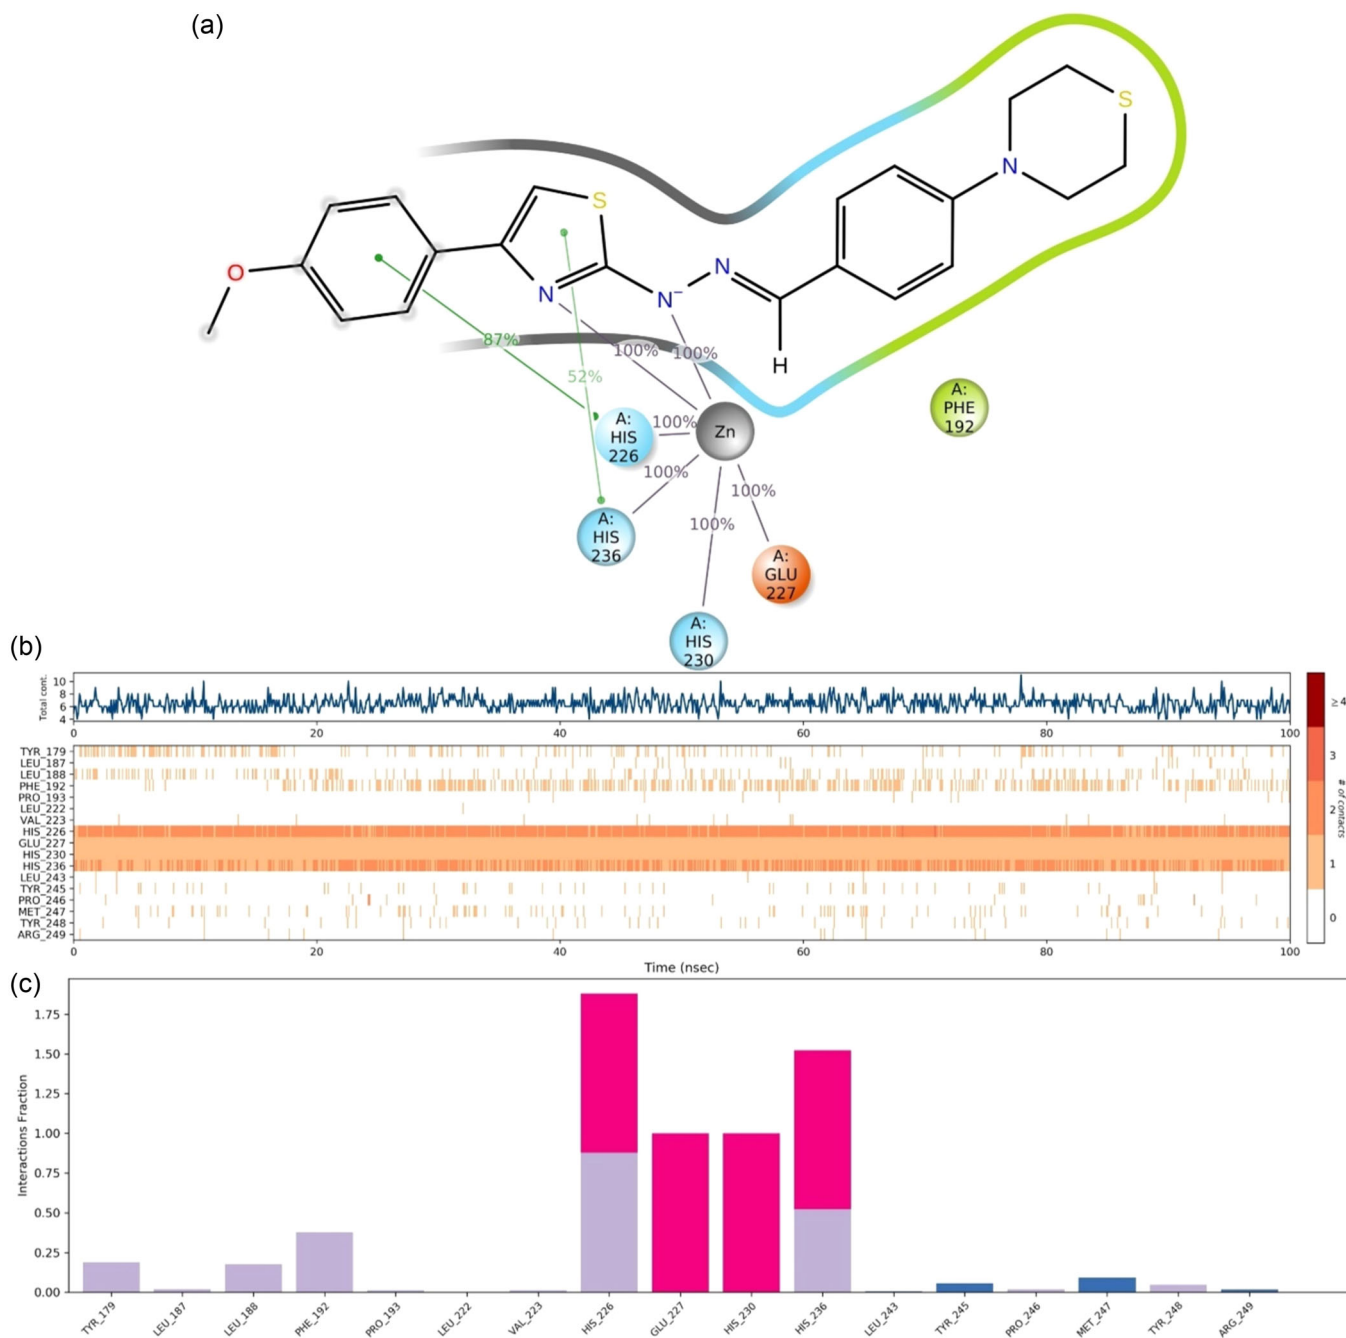 (a)
S
N
S
N
N
N⁻
O
H
87%
100%
100%
52%
100%
100%
100%
100%
A:
HIS
226
Zn
A:
PHE
192
A:
HIS
236
A:
GLU
227
A:
HIS
230
(b)
Total cont.
10
8
6
4
0
20
40
60
80
100
TYR_179
LEU_187
LEU_188
PHE_192
PRO_193
LEU_222
VAL_223
HIS_226
GLU_227
HIS_230
HIS_236
LEU_243
TYR_245
PRO_246
MET_247
TYR_248
ARG_249
0
20
40
60
80
100
Time (nsec)
≥4
3
2
1
0
# of contacts
(c)
Interactions Fraction
1.75
1.50
1.25
1.00
0.75
0.50
0.25
0.00
TYR_179
LEU_187
LEU_188
PHE_192
PRO_193
LEU_222
VAL_223
HIS_226
GLU_227
HIS_230
HIS_236
LEU_243
TYR_245
PRO_246
MET_247
TYR_248
ARG_249